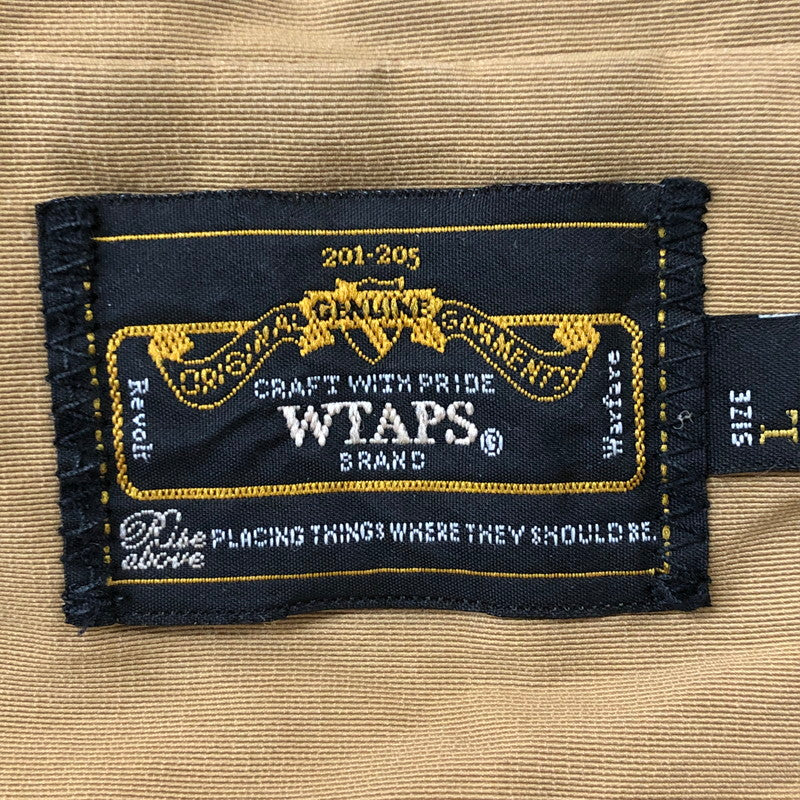 201-205
ORIGINAL GENUINE GARMENTS
Revolt
CRAFT WITH PRIDE
WTAPS®
BRAND
Warfare
Rise above
PLACING THINGS WHERE THEY SHOULD BE.
SIZE
L